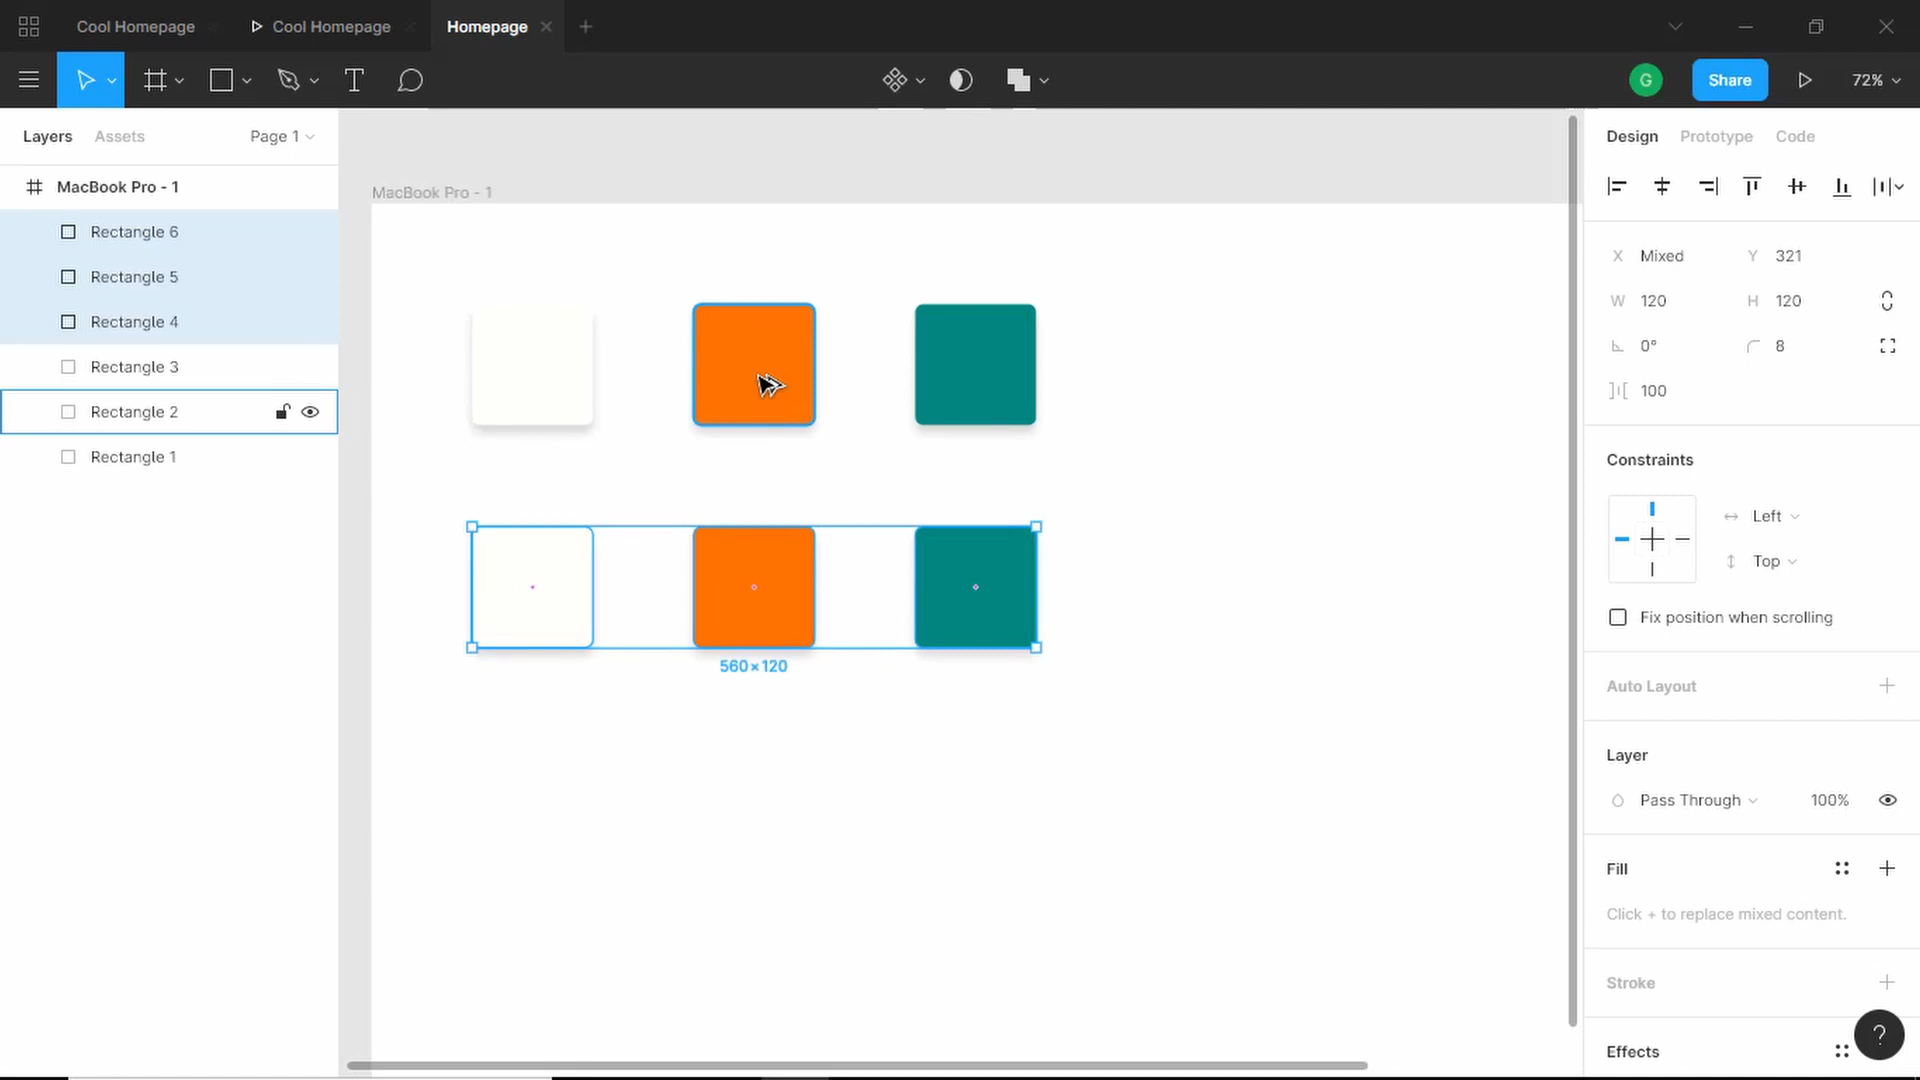 Cool Homepage
Cool Homepage
Homepage
G
Share
72%
Layers
Assets
Page 1
Design
Prototype
Code
MacBook Pro - 1
Rectangle 6
Rectangle 5
Rectangle 4
Rectangle 3
Rectangle 2
Rectangle 1
MacBook Pro - 1
560×120
X Mixed
Y 321
W 120
H 120
0°
8
100
Constraints
Left
Top
Fix position when scrolling
Auto Layout
Layer
Pass Through
100%
Fill
Click + to replace mixed content.
Stroke
Effects
?